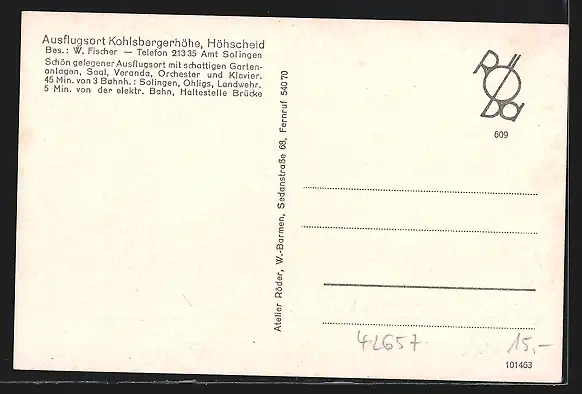 Ausflugsort Kohlsbergerhöhe, Höhscheid
Bes.: W. Fischer — Telefon 21335 Amt Solingen
Schön gelegener Ausflugsort mit schattigen Garten-
anlagen, Saal, Veranda, Orchester und Klavier.
45 Min. von 3 Bahnh.: Solingen, Ohligs, Landwehr.
5 Min. von der elektr. Bahn, Haltestelle Brücke
Atelier Röder, W.-Barmen, Sedanstraße 68, Fernruf 540 70
609
42657
15,-
101463